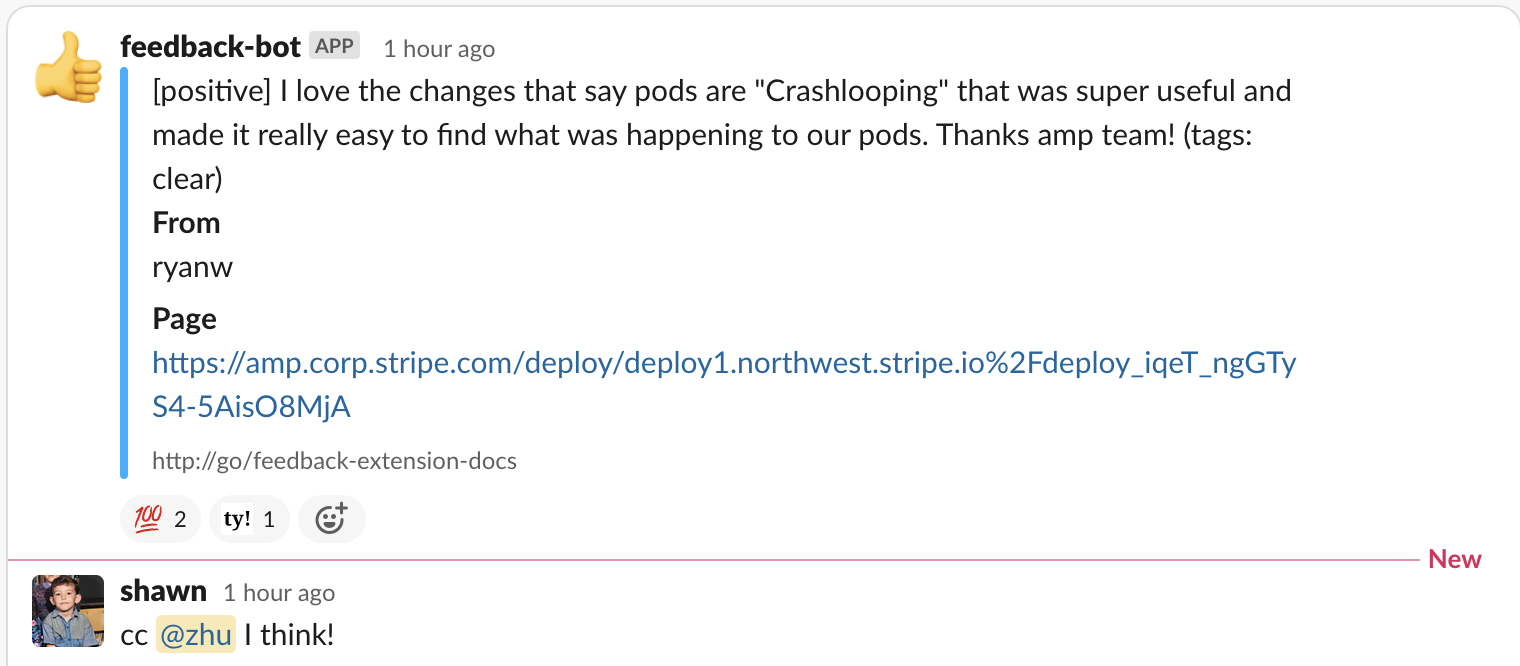 feedback-bot APP 1 hour ago
[positive] I love the changes that say pods are "Crashlooping" that was super useful and
made it really easy to find what was happening to our pods. Thanks amp team! (tags:
clear)
From
ryanw
Page
https://amp.corp.stripe.com/deploy/deploy1.northwest.stripe.io%2Fdeploy_iqeT_ngGTy
S4-5AisO8MjA
http://go/feedback-extension-docs
💯 2 ty! 1
New
shawn 1 hour ago
cc @zhu I think!